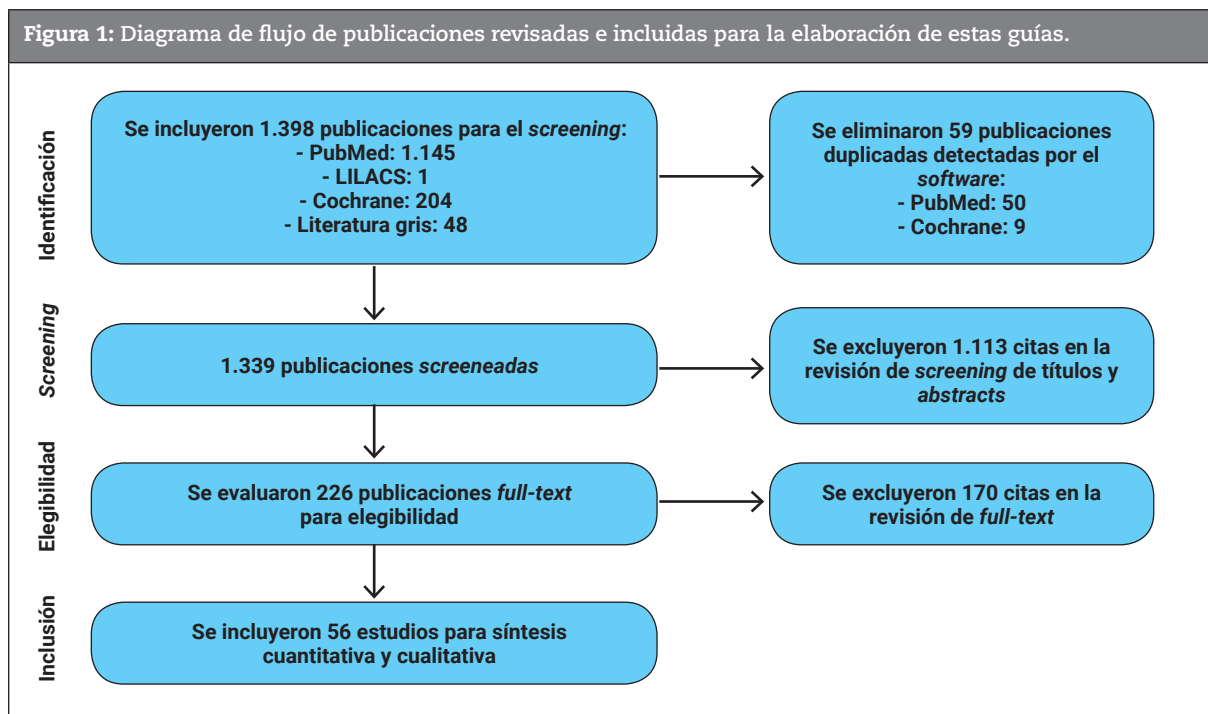 Figura 1: Diagrama de flujo de publicaciones revisadas e incluidas para la elaboración de estas guías.
Identificación
Se incluyeron 1.398 publicaciones para el screening:
- PubMed: 1.145
- LILACS: 1
- Cochrane: 204
- Literatura gris: 48
Se eliminaron 59 publicaciones
duplicadas detectadas por el
software:
- PubMed: 50
- Cochrane: 9
Screening
1.339 publicaciones screeneadas
Se excluyeron 1.113 citas en la
revisión de screening de títulos y
abstracts
Elegibilidad
Se evaluaron 226 publicaciones full-text
para elegibilidad
Se excluyeron 170 citas en la
revisión de full-text
Inclusión
Se incluyeron 56 estudios para síntesis
cuantitativa y cualitativa